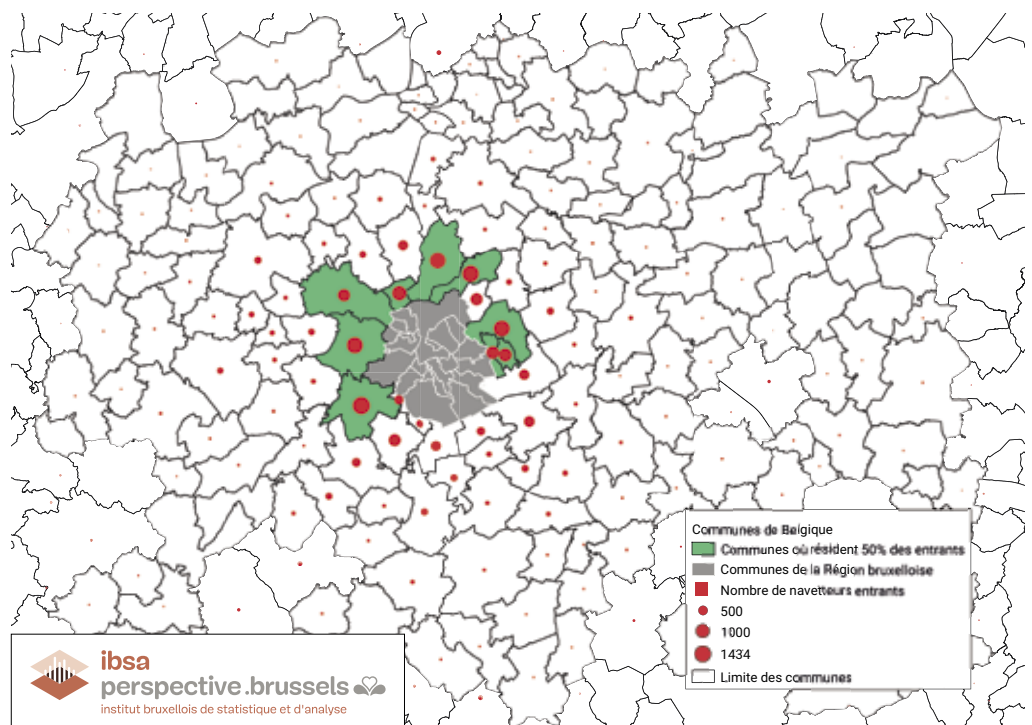 Communes de Belgique
Communes où résident 50% des entrants
Communes de la Région bruxelloise
Nombre de navetteurs entrants
500
1000
1434
Limite des communes
ibsa
perspective.brussels
institut bruxellois de statistique et d'analyse